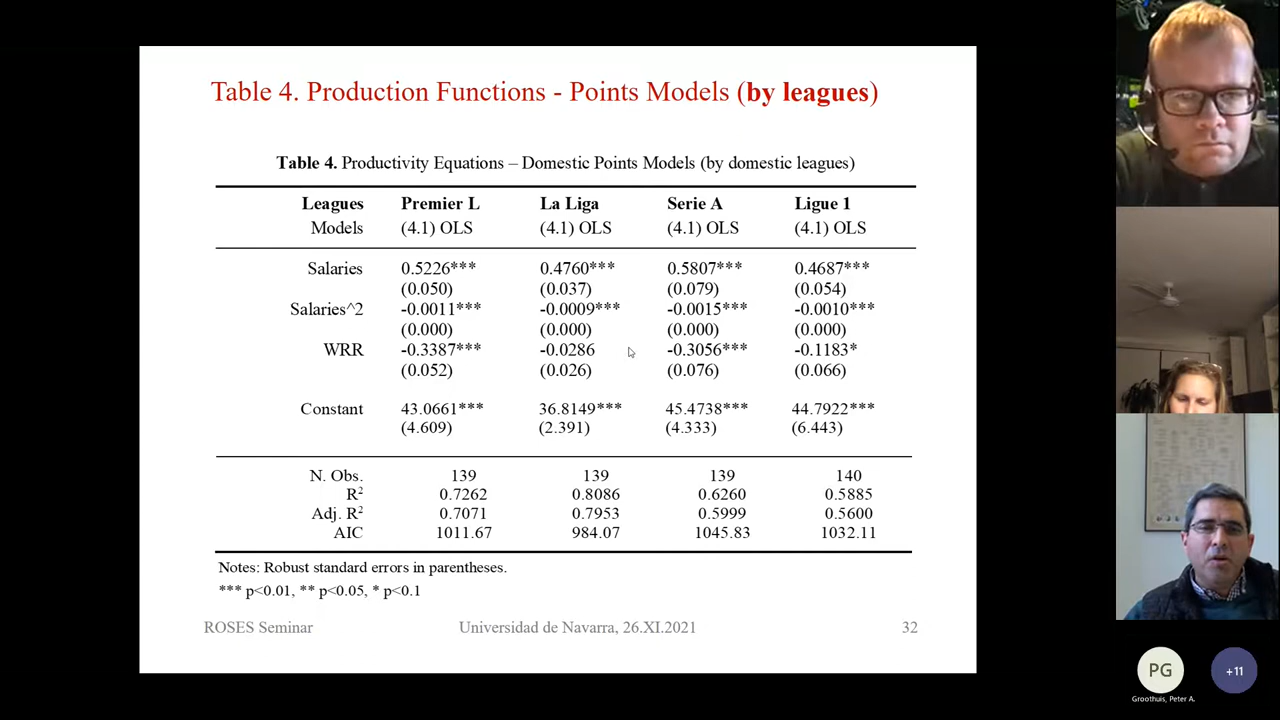 Table 4. Production Functions - Points Models (by leagues)
Table 4. Productivity Equations – Domestic Points Models (by domestic leagues)
Leagues Premier L La Liga Serie A Ligue 1
Models (4.1) OLS (4.1) OLS (4.1) OLS (4.1) OLS
Salaries 0.5226*** 0.4760*** 0.5807*** 0.4687***
(0.050) (0.037) (0.079) (0.054)
Salaries^2 -0.0011*** -0.0009*** -0.0015*** -0.0010***
(0.000) (0.000) (0.000) (0.000)
WRR -0.3387*** -0.0286 -0.3056*** -0.1183*
(0.052) (0.026) (0.076) (0.066)
Constant 43.0661*** 36.8149*** 45.4738*** 44.7922***
(4.609) (2.391) (4.333) (6.443)
N. Obs. 139 139 139 140
R² 0.7262 0.8086 0.6260 0.5885
Adj. R² 0.7071 0.7953 0.5999 0.5600
AIC 1011.67 984.07 1045.83 1032.11
Notes: Robust standard errors in parentheses.
*** p<0.01, ** p<0.05, * p<0.1
ROSES Seminar Universidad de Navarra, 26.XI.2021 32
PG +11
Groothuis, Peter A.